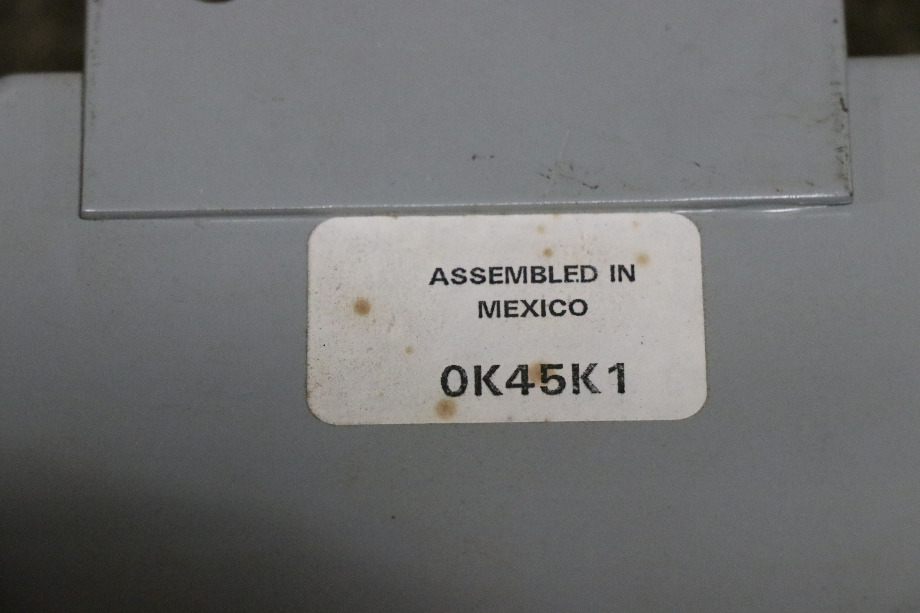 ASSEMBLED IN
MEXICO
0K45K1